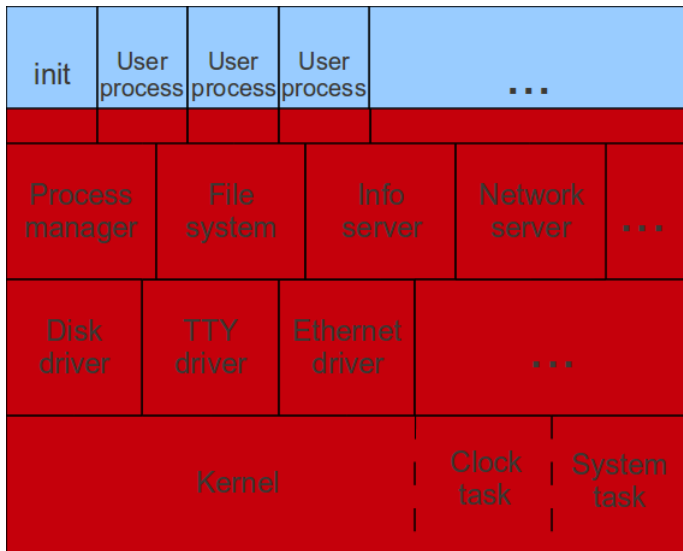 init
User process
User process
User process
...
Process manager
File system
Info server
Network server
...
Disk driver
TTY driver
Ethernet driver
...
Kernel
Clock task
System task